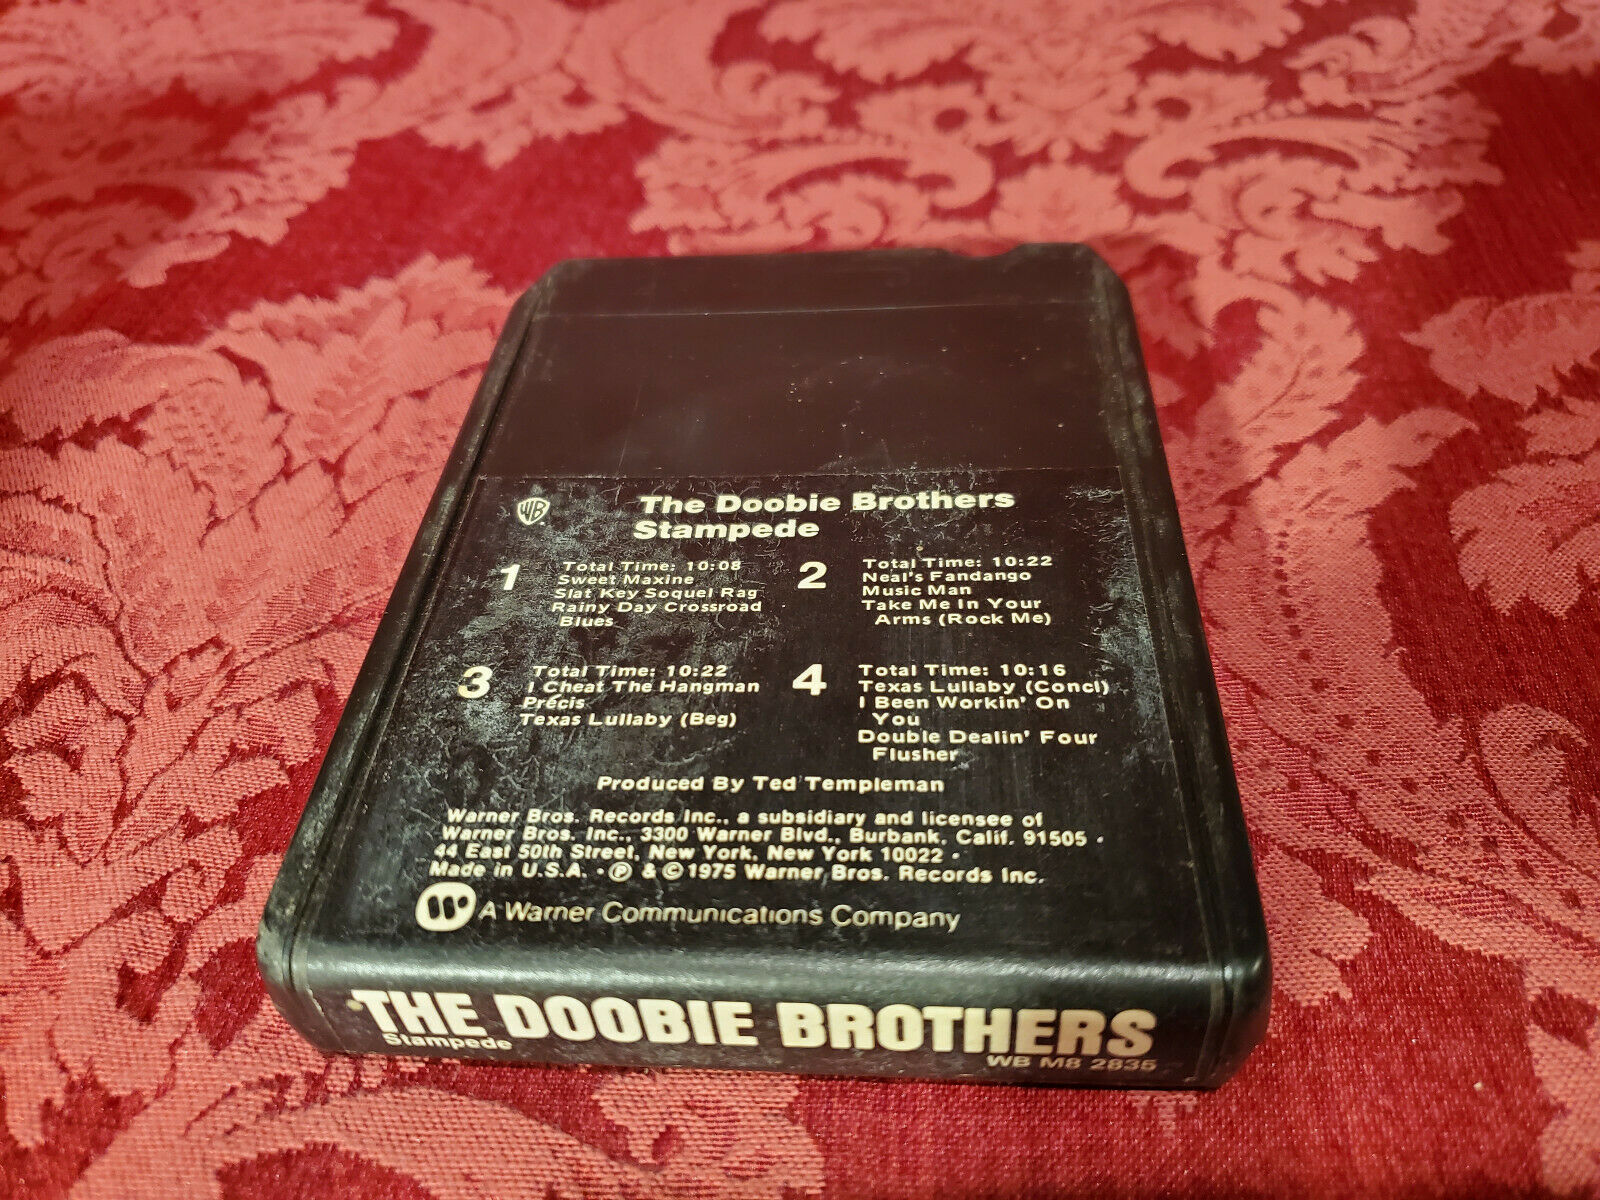 WB
The Doobie Brothers
Stampede
1
Total Time: 10:08
Sweet Maxine
Slat Key Soquel Rag
Rainy Day Crossroad
Blues
2
Total Time: 10:22
Neal's Fandango
Music Man
Take Me In Your
Arms (Rock Me)
3
Total Time: 10:22
I Cheat The Hangman
Précis
Texas Lullaby (Beg)
4
Total Time: 10:16
Texas Lullaby (Concl)
I Been Workin' On
You
Double Dealin' Four
Flusher
Produced By Ted Templeman
Warner Bros. Records Inc., a subsidiary and licensee of
Warner Bros. Inc., 3300 Warner Blvd., Burbank, Calif. 91505 •
44 East 50th Street, New York, New York 10022 •
Made in U.S.A. • ℗ & © 1975 Warner Bros. Records Inc.
A Warner Communications Company
THE DOOBIE BROTHERS
Stampede
WB M8 2835